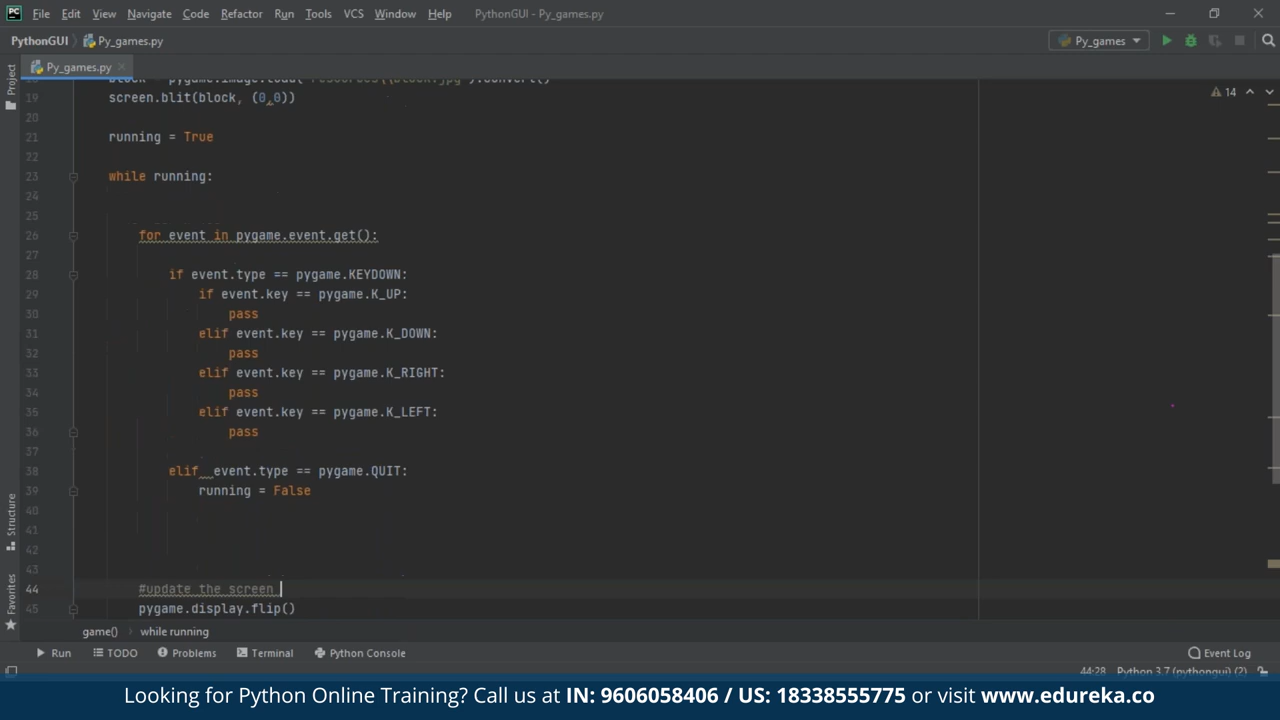 File Edit View Navigate Code Refactor Run Tools VCS Window Help PythonGUI - Py_games.py
PythonGUI Py_games.py Py_games
Project Py_games.py
14
19 screen.blit(block, (0,0))
20
21 running = True
22
23 while running:
24
25
26 for event in pygame.event.get():
27
28 if event.type == pygame.KEYDOWN:
29 if event.key == pygame.K_UP:
30 pass
31 elif event.key == pygame.K_DOWN:
32 pass
33 elif event.key == pygame.K_RIGHT:
34 pass
35 elif event.key == pygame.K_LEFT:
36 pass
37
38 elif event.type == pygame.QUIT:
39 running = False
40
41
42
43
44 #update the screen
45 pygame.display.flip()
Structure
Favorites
game() while running
Run TODO Problems Terminal Python Console Event Log
44:28 Python 3.7 (pythongui) (2)
Looking for Python Online Training? Call us at IN: 9606058406 / US: 18338555775 or visit www.edureka.co